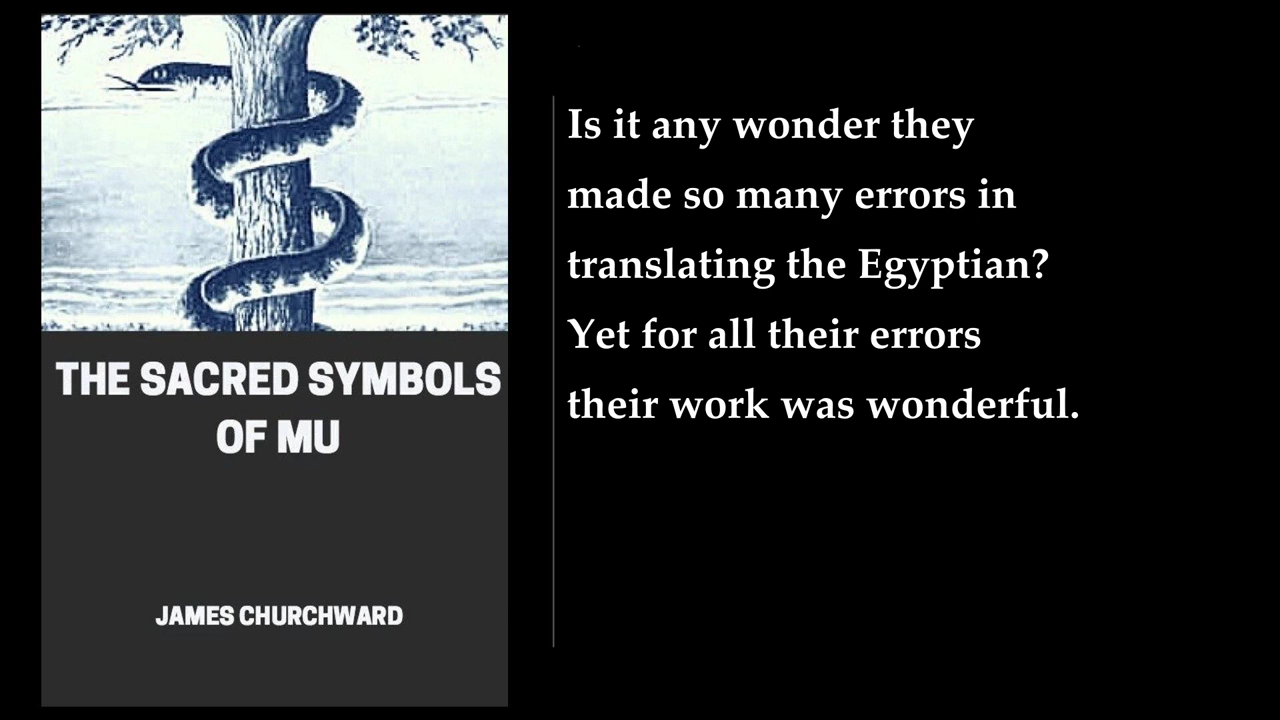 THE SACRED SYMBOLS
OF MU
JAMES CHURCHWARD
Is it any wonder they
made so many errors in
translating the Egyptian?
Yet for all their errors
their work was wonderful.